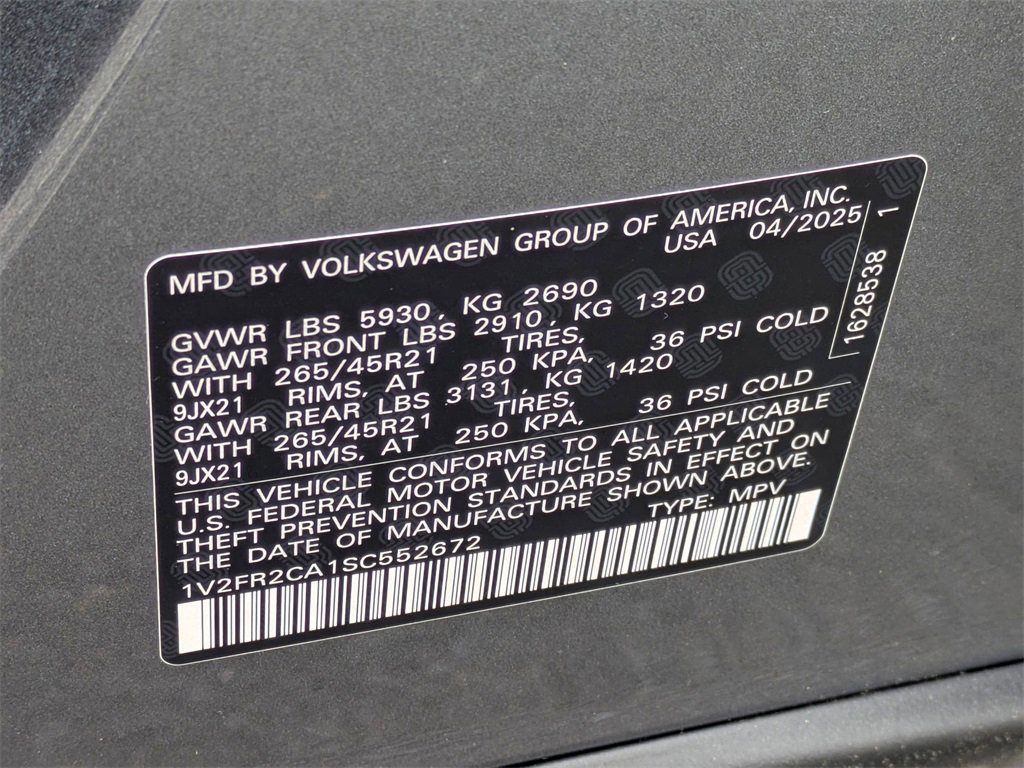 MFD BY VOLKSWAGEN GROUP OF AMERICA, INC.
USA 04/2025
GVWR LBS 5930, KG 2690
GAWR FRONT LBS 2910, KG 1320
WITH 265/45R21 TIRES,
9JX21 RIMS, AT 250 KPA, 36 PSI COLD
GAWR REAR LBS 3131, KG 1420
WITH 265/45R21 TIRES,
9JX21 RIMS, AT 250 KPA, 36 PSI COLD
1628538 1
THIS VEHICLE CONFORMS TO ALL APPLICABLE
U.S. FEDERAL MOTOR VEHICLE SAFETY AND
THEFT PREVENTION STANDARDS IN EFFECT ON
THE DATE OF MANUFACTURE SHOWN ABOVE.
TYPE: MPV
1V2FR2CA1SC552672